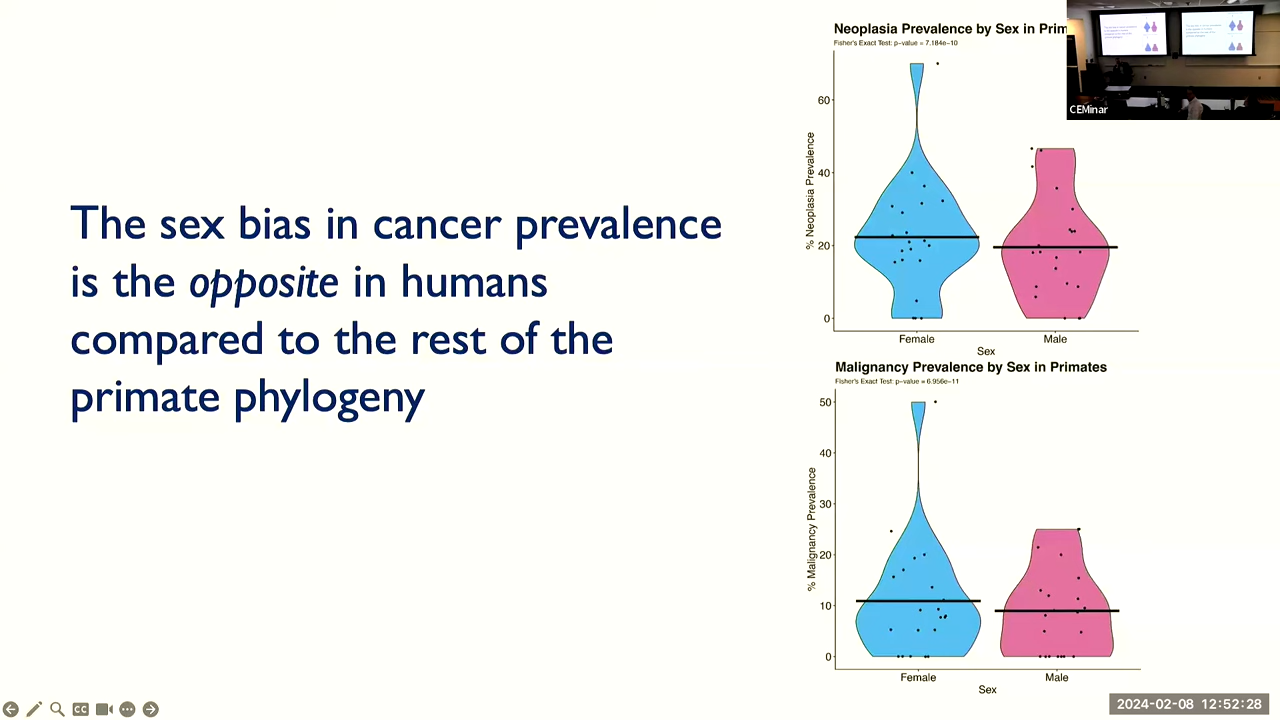 The sex bias in cancer prevalence
is the opposite in humans
compared to the rest of the
primate phylogeny
Neoplasia Prevalence by Sex in Prim
Fisher's Exact Test: p-value = 7.184e-10
% Neoplasia Prevalence
60
40
20
0
Female
Male
Sex
Malignancy Prevalence by Sex in Primates
Fisher's Exact Test: p-value = 6.956e-11
% Malignancy Prevalence
50
40
30
20
10
0
Female
Male
Sex
CEMinar
CC
2024-02-08 12:52:28